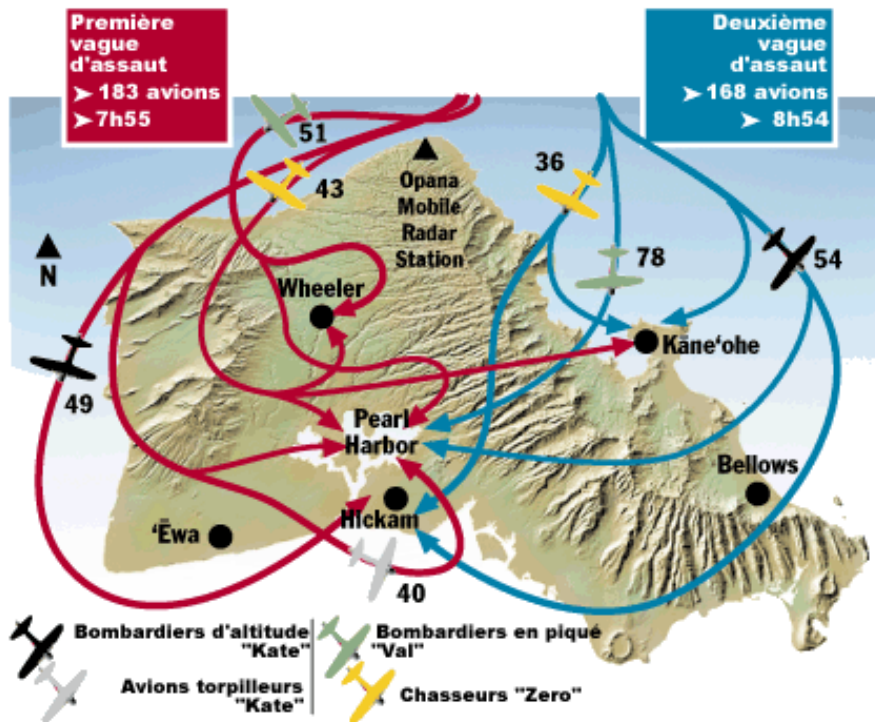 Première
vague
d'assaut
➤ 183 avions
➤ 7h55
Deuxième
vague
d'assaut
➤ 168 avions
➤ 8h54
51
43
36
Opana
Mobile
Radar
Station
N
78
54
Wheeler
Kāne‘ohe
49
Pearl
Harbor
Bellows
Hickam
‘Ēwa
40
Bombardiers d'altitude
"Kate"
Bombardiers en piqué
"Val"
Avions torpilleurs
"Kate"
Chasseurs "Zero"